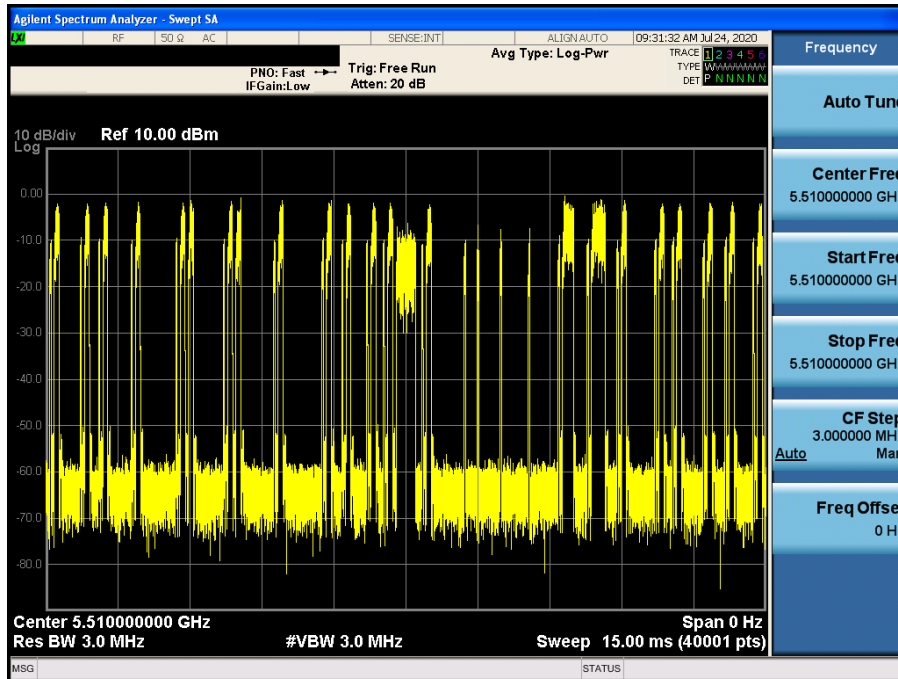 Agilent Spectrum Analyzer - Swept SA
LXI RF 50 Ω AC SENSE:INT ALIGN AUTO 09:31:32 AM Jul 24, 2020
Frequency
PNO: Fast
IFGain:Low
Trig: Free Run
Atten: 20 dB
Avg Type: Log-Pwr
TRACE 1 2 3 4 5 6
TYPE WWWWWW
DET P N N N N N
Auto Tune
10 dB/div Ref 10.00 dBm
Log
0.00
-10.0
-20.0
-30.0
-40.0
-50.0
-60.0
-70.0
-80.0
Center Fre
5.510000000 GH
Start Fre
5.510000000 GH
Stop Fre
5.510000000 GH
CF Step
3.000000 MH
Auto Man
Freq Offse
0 H
Center 5.510000000 GHz Span 0 Hz
Res BW 3.0 MHz #VBW 3.0 MHz Sweep 15.00 ms (40001 pts)
MSG STATUS